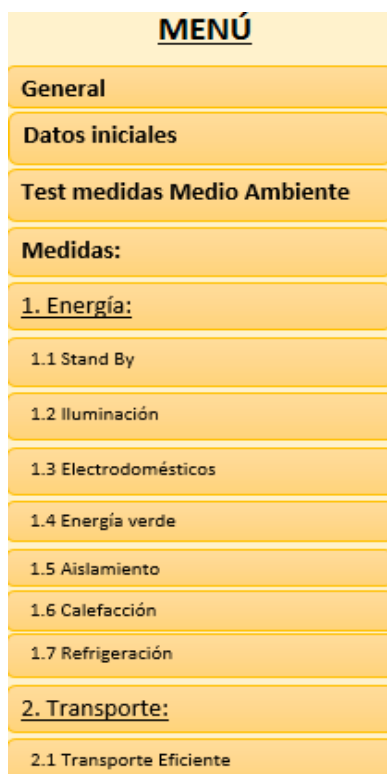 MENÚ
General
Datos iniciales
Test medidas Medio Ambiente
Medidas:
1. Energía:
1.1 Stand By
1.2 Iluminación
1.3 Electrodomésticos
1.4 Energía verde
1.5 Aislamiento
1.6 Calefacción
1.7 Refrigeración
2. Transporte:
2.1 Transporte Eficiente